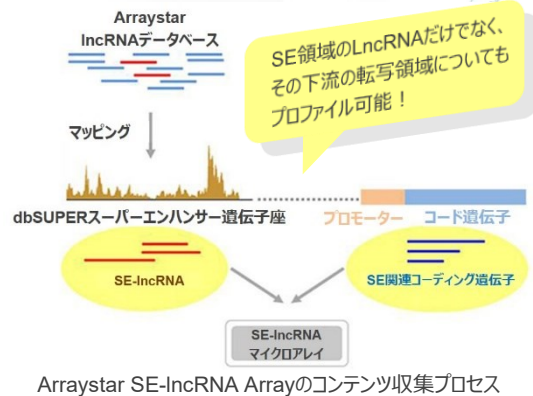 Arraystar
lncRNAデータベース
SE領域のLncRNAだけでなく、
その下流の転写領域についても
プロファイル可能！
マッピング
dbSUPERスーパーエンハンサー遺伝子座
プロモーター
コード遺伝子
SE-lncRNA
SE関連コーディング遺伝子
SE-lncRNA
マイクロアレイ
Arraystar SE-lncRNA Arrayのコンテンツ収集プロセス